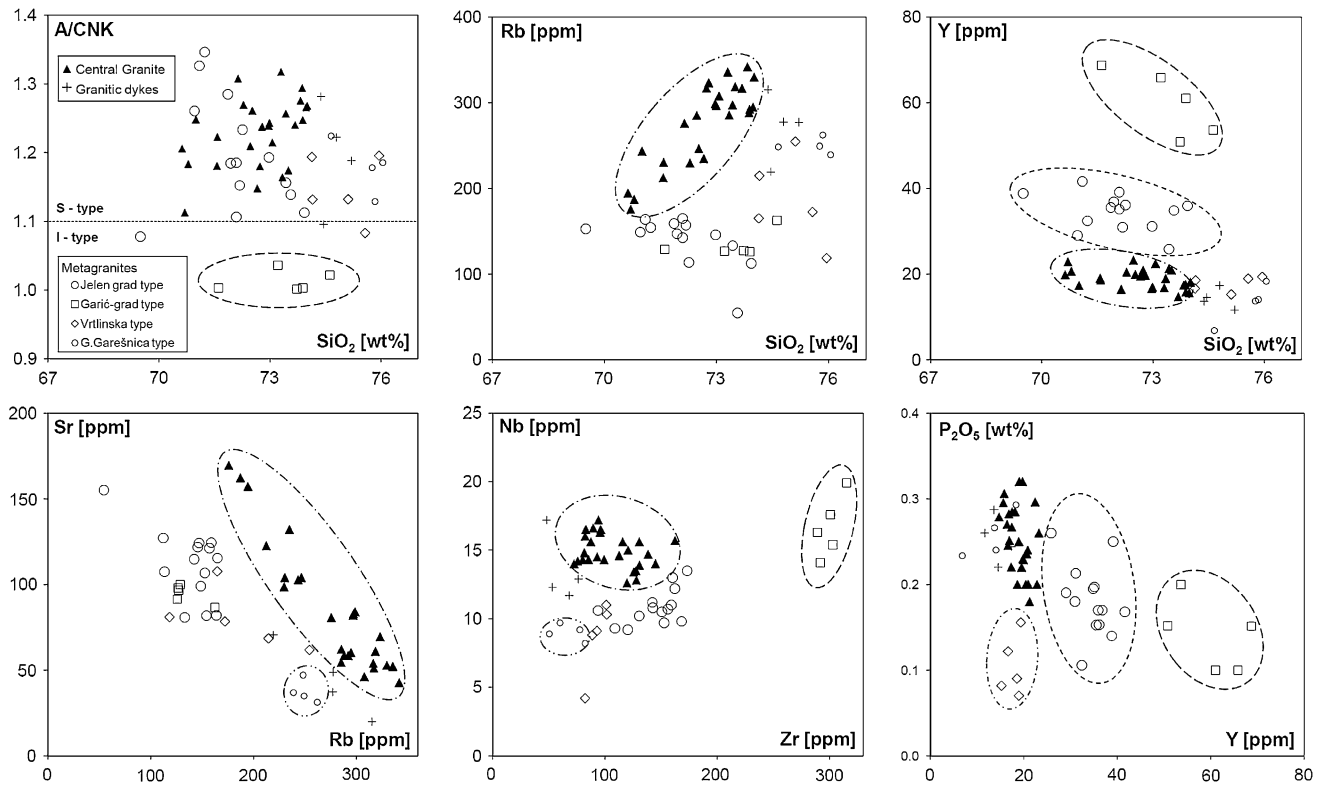 A/CNK
1.4
1.3
1.2
1.1
1.0
0.9
▲ Central Granite
+ Granitic dykes
S - type
I - type
Metagranites
○ Jelen grad type
□ Garić-grad type
◇ Vrtlinska type
○ G.Garešnica type
SiO₂ [wt%]
67 70 73 76
Rb [ppm]
400
300
200
100
0
SiO₂ [wt%]
67 70 73 76
Y [ppm]
80
60
40
20
0
SiO₂ [wt%]
67 70 73 76
Sr [ppm]
200
150
100
50
0
Rb [ppm]
0 100 200 300
Nb [ppm]
25
20
15
10
5
0
Zr [ppm]
0 100 200 300
P₂O₅ [wt%]
0.4
0.3
0.2
0.1
0.0
Y [ppm]
0 20 40 60 80